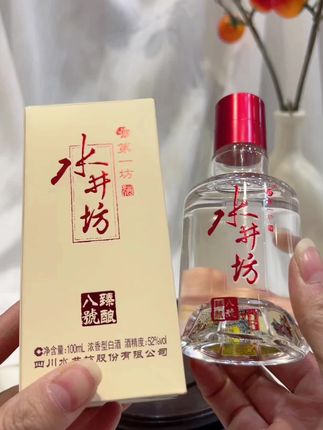 第一坊
水井坊
臻酿
八號
净含量:100mL 浓香型白酒 酒精度:52%vol
四川水井坊股份有限公司
水井坊
八號